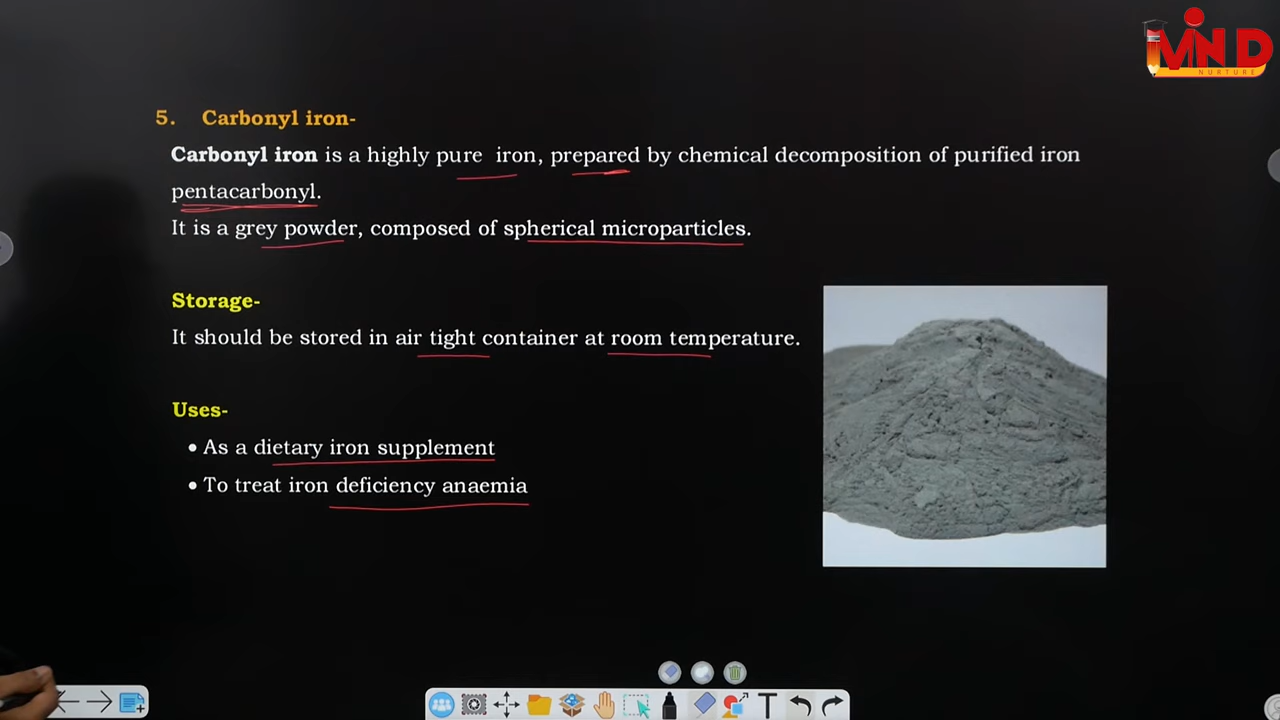 MIND
NURTURE
5. Carbonyl iron-
Carbonyl iron is a highly pure iron, prepared by chemical decomposition of purified iron
pentacarbonyl.
It is a grey powder, composed of spherical microparticles.
Storage-
It should be stored in air tight container at room temperature.
Uses-
• As a dietary iron supplement
• To treat iron deficiency anaemia